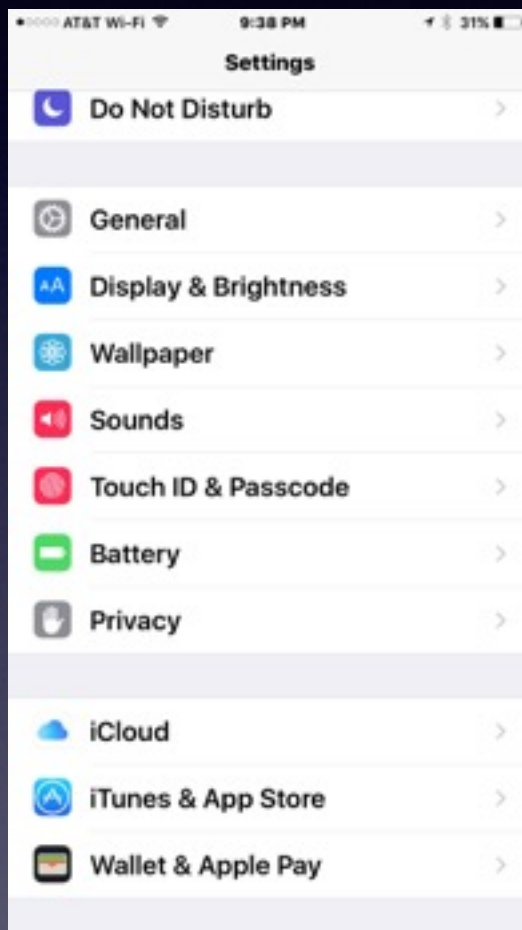 AT&T Wi-Fi 9:38 PM 31%
Settings
Do Not Disturb
General
AA Display & Brightness
Wallpaper
Sounds
Touch ID & Passcode
Battery
Privacy
iCloud
iTunes & App Store
Wallet & Apple Pay